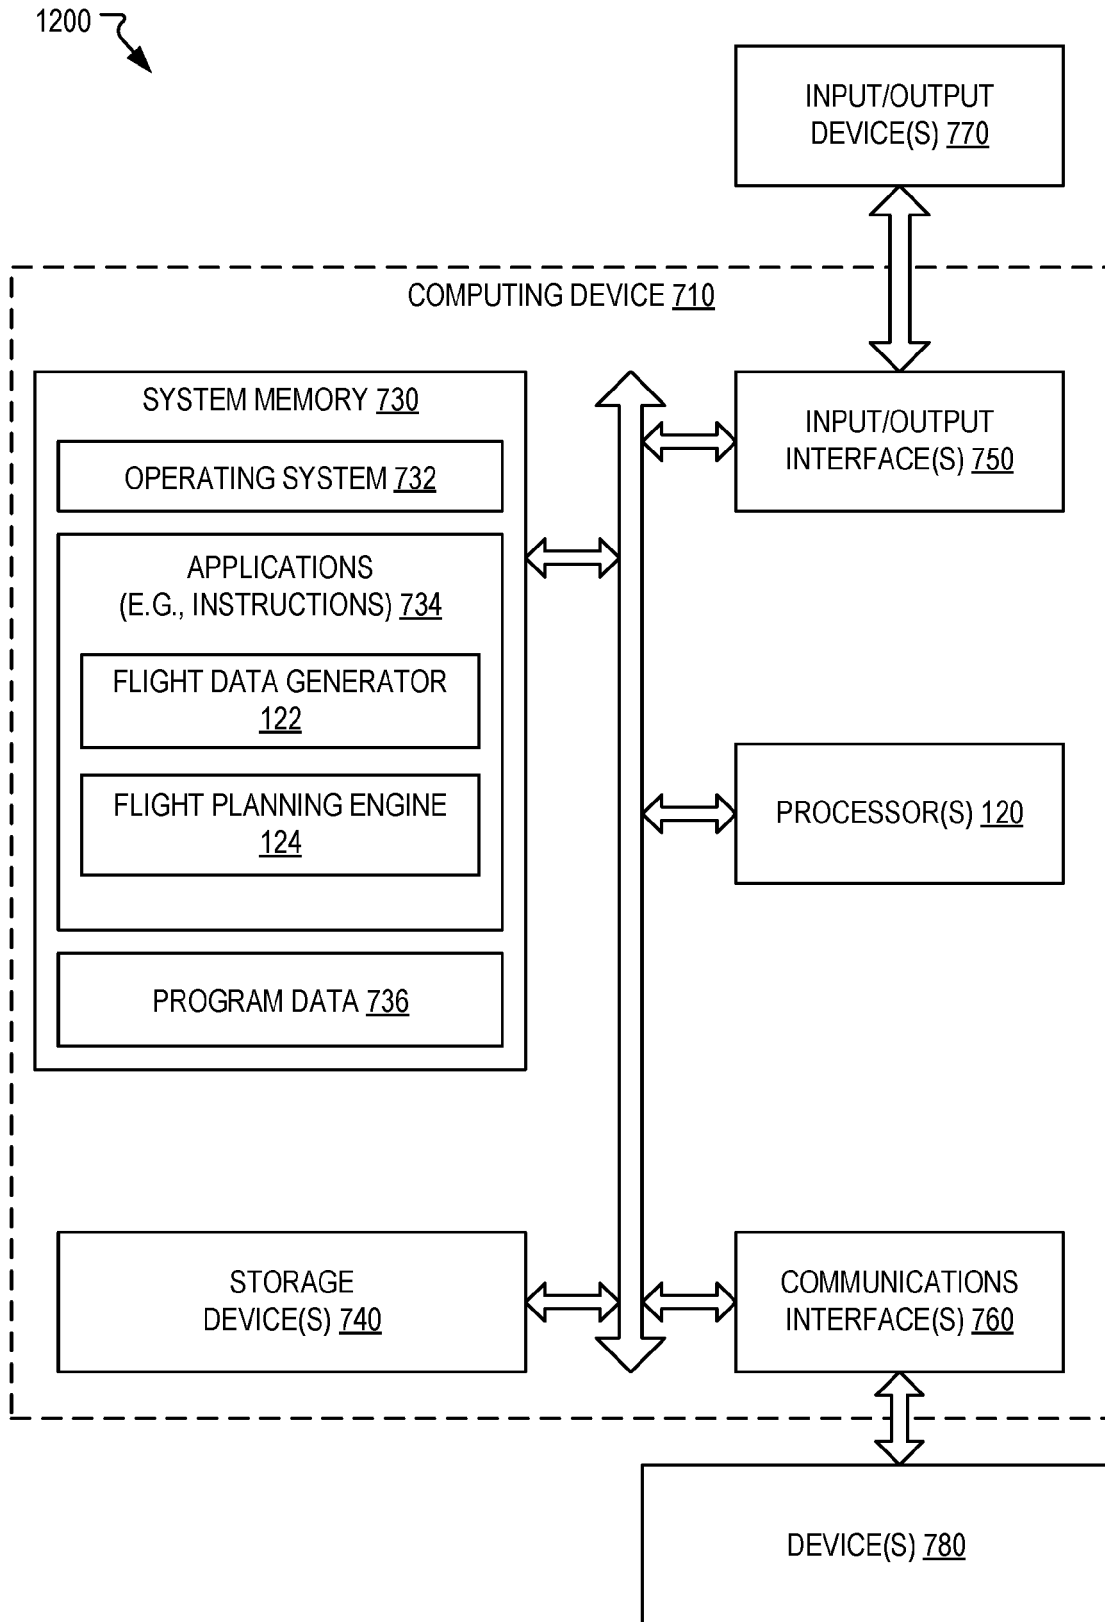 1200
INPUT/OUTPUT
DEVICE(S) 770
COMPUTING DEVICE 710
SYSTEM MEMORY 730
OPERATING SYSTEM 732
APPLICATIONS
(E.G., INSTRUCTIONS) 734
FLIGHT DATA GENERATOR
122
FLIGHT PLANNING ENGINE
124
PROGRAM DATA 736
INPUT/OUTPUT
INTERFACE(S) 750
PROCESSOR(S) 120
STORAGE
DEVICE(S) 740
COMMUNICATIONS
INTERFACE(S) 760
DEVICE(S) 780